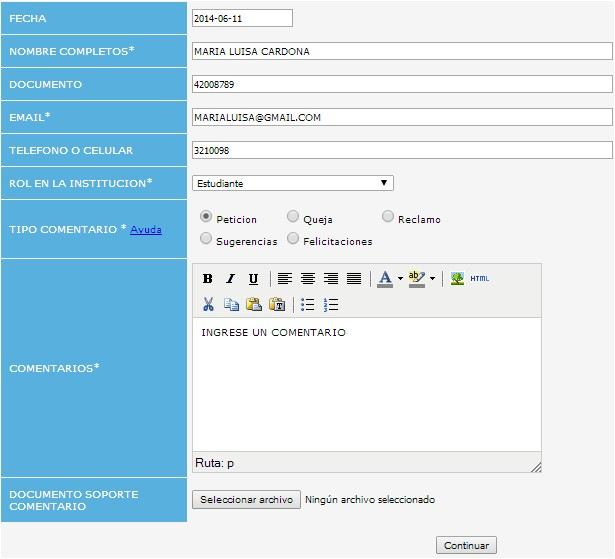 FECHA 2014-06-11
NOMBRE COMPLETOS* MARIA LUISA CARDONA
DOCUMENTO 42008789
EMAIL* MARIALUISA@GMAIL.COM
TELEFONO O CELULAR 3210098
ROL EN LA INSTITUCION* Estudiante
TIPO COMENTARIO * Ayuda
Peticion Queja Reclamo
Sugerencias Felicitaciones
B I U A ab HTML
COMENTARIOS*
INGRESE UN COMENTARIO
Ruta: p
DOCUMENTO SOPORTE
COMENTARIO
Seleccionar archivo Ningún archivo seleccionado
Continuar